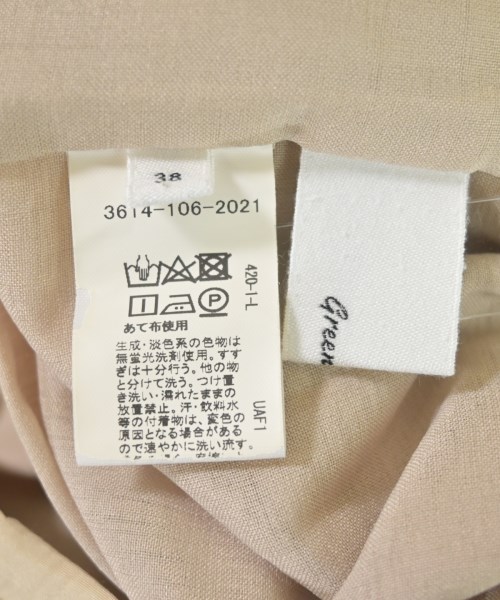 38
3614-106-2021
あて布使用
生成・淡色系の色物は
無蛍光洗剤使用。すす
ぎは十分行う。他の物
と分けて洗う。つけ置
き洗い・濡れたままの
放置禁止。汗・飲料水
等の付着物は、変色の
原因となる場合がある
ので速やかに洗い流す。
420-1-L
UAF1
Green